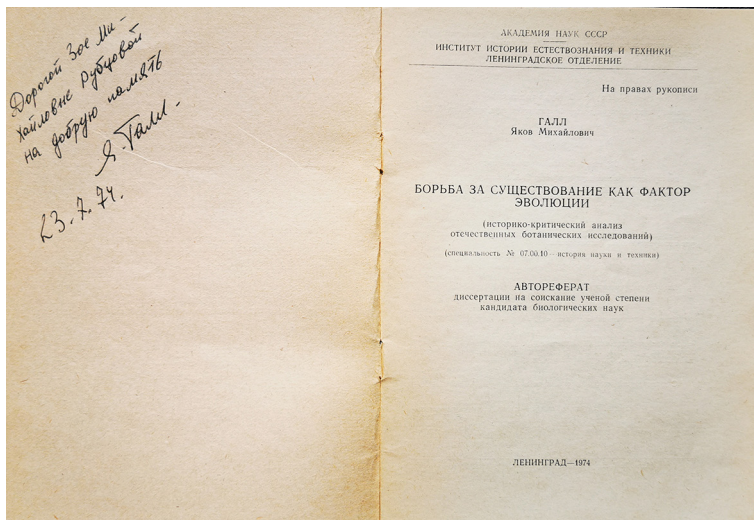 Дорогой Зое Ми-
хайловне Рубцовой
на добрую память
Я. Галл.
23.7.74.
АКАДЕМИЯ НАУК СССР
ИНСТИТУТ ИСТОРИИ ЕСТЕСТВОЗНАНИЯ И ТЕХНИКИ
ЛЕНИНГРАДСКОЕ ОТДЕЛЕНИЕ
На правах рукописи
ГАЛЛ
Яков Михайлович
БОРЬБА ЗА СУЩЕСТВОВАНИЕ КАК ФАКТОР
ЭВОЛЮЦИИ
(историко-критический анализ
отечественных ботанических исследований)
(специальность № 07.00.10 — история науки и техники)
АВТОРЕФЕРАТ
диссертации на соискание ученой степени
кандидата биологических наук
ЛЕНИНГРАД—1974